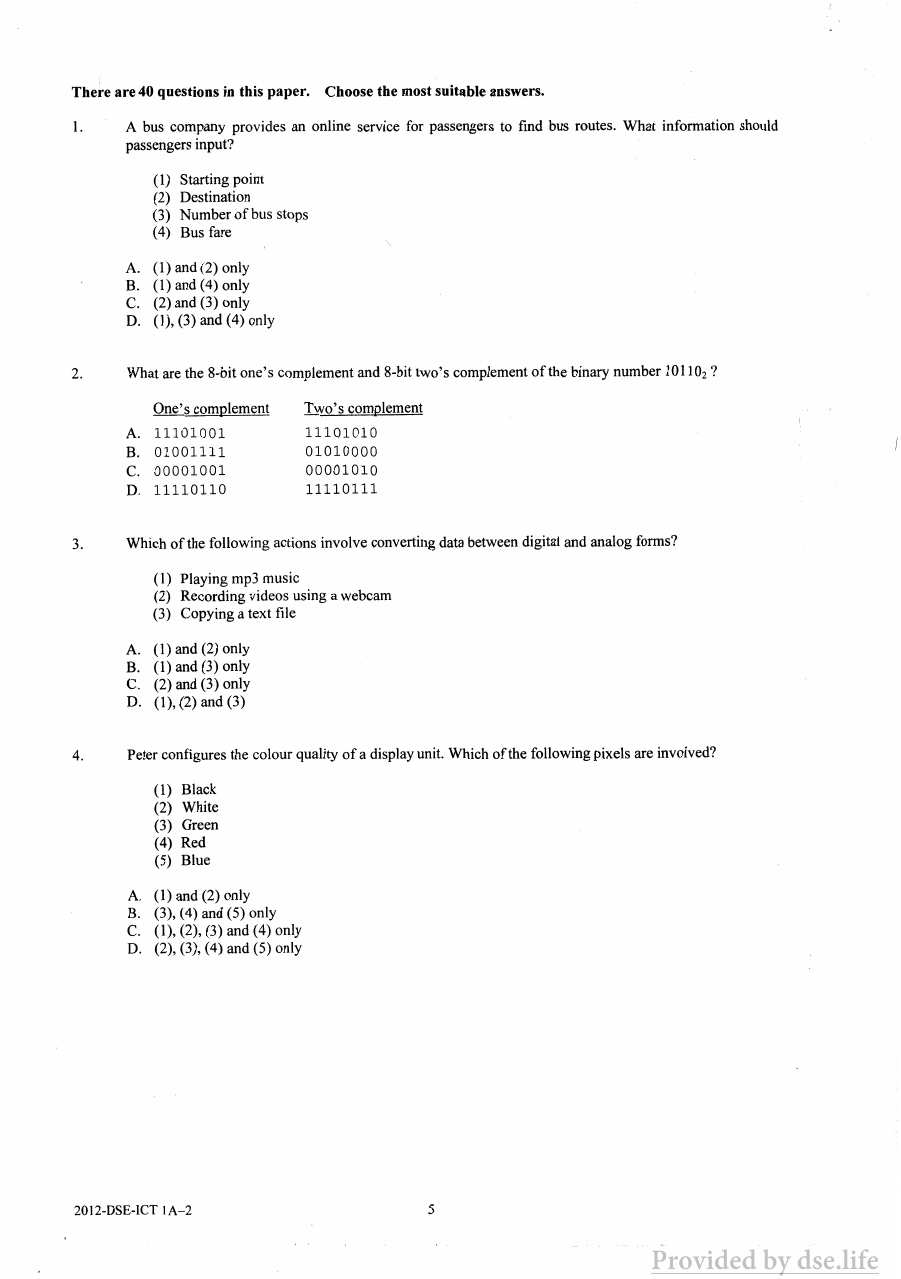 There are 40 questions in this paper. Choose the most suitable answers.
1. A bus company provides an online service for passengers to find bus routes. What information should
passengers input?
(1) Starting point
(2) Destination
(3) Number of bus stops
(4) Bus fare
A. (1) and (2) only
B. (1) and (4) only
C. (2) and (3) only
D. (1), (3) and (4) only
2. What are the 8-bit one's complement and 8-bit two's complement of the binary number 10110₂ ?
One's complement Two's complement
A. 11101001 11101010
B. 01001111 01010000
C. 00001001 00001010
D. 11110110 11110111
3. Which of the following actions involve converting data between digital and analog forms?
(1) Playing mp3 music
(2) Recording videos using a webcam
(3) Copying a text file
A. (1) and (2) only
B. (1) and (3) only
C. (2) and (3) only
D. (1), (2) and (3)
4. Peter configures the colour quality of a display unit. Which of the following pixels are involved?
(1) Black
(2) White
(3) Green
(4) Red
(5) Blue
A. (1) and (2) only
B. (3), (4) and (5) only
C. (1), (2), (3) and (4) only
D. (2), (3), (4) and (5) only
2012-DSE-ICT 1A–2 5
Provided by dse.life